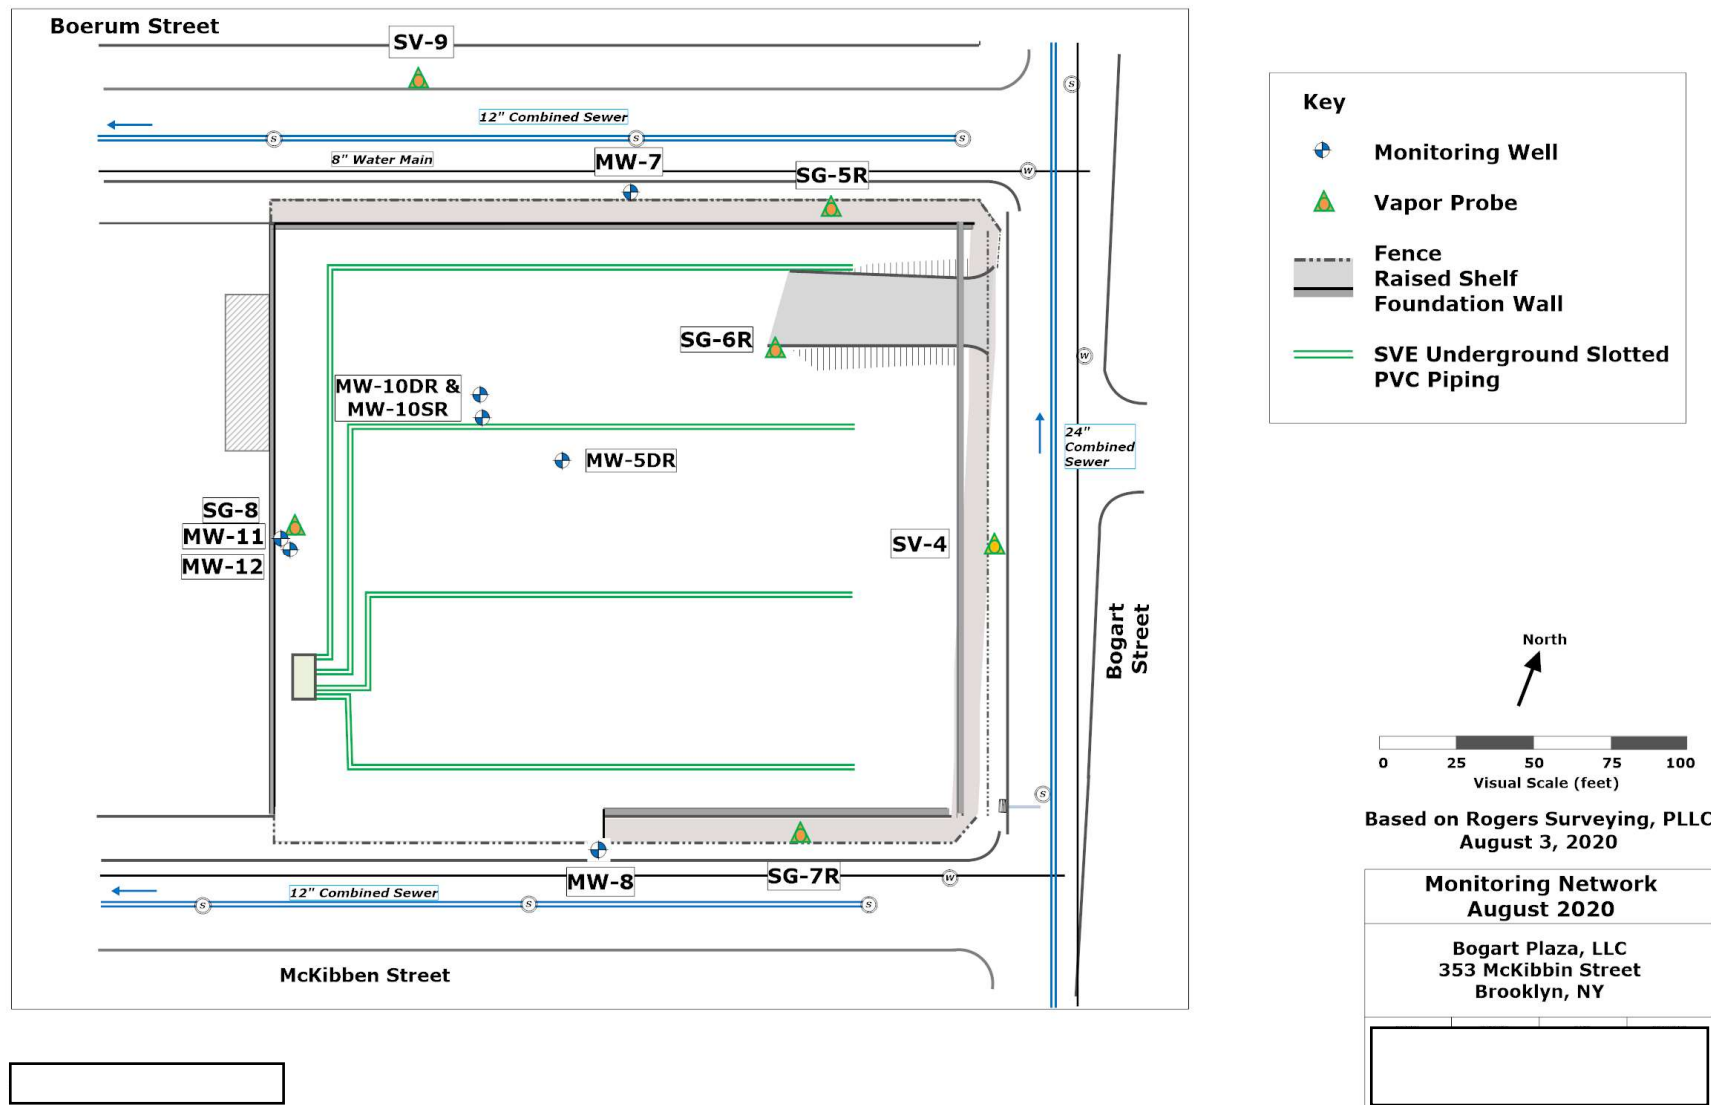 Boerum Street
SV-9
12" Combined Sewer
S
S
S
S
8" Water Main
MW-7
SG-5R
W
SG-6R
W
MW-10DR &
MW-10SR
MW-5DR
24"
Combined
Sewer
SG-8
MW-11
MW-12
SV-4
Bogart
Street
S
MW-8
SG-7R
W
12" Combined Sewer
S
S
S
McKibben Street
Key
Monitoring Well
Vapor Probe
Fence
Raised Shelf
Foundation Wall
SVE Underground Slotted
PVC Piping
North
0 25 50 75 100
Visual Scale (feet)
Based on Rogers Surveying, PLLC
August 3, 2020
Monitoring Network
August 2020
Bogart Plaza, LLC
353 McKibbin Street
Brooklyn, NY